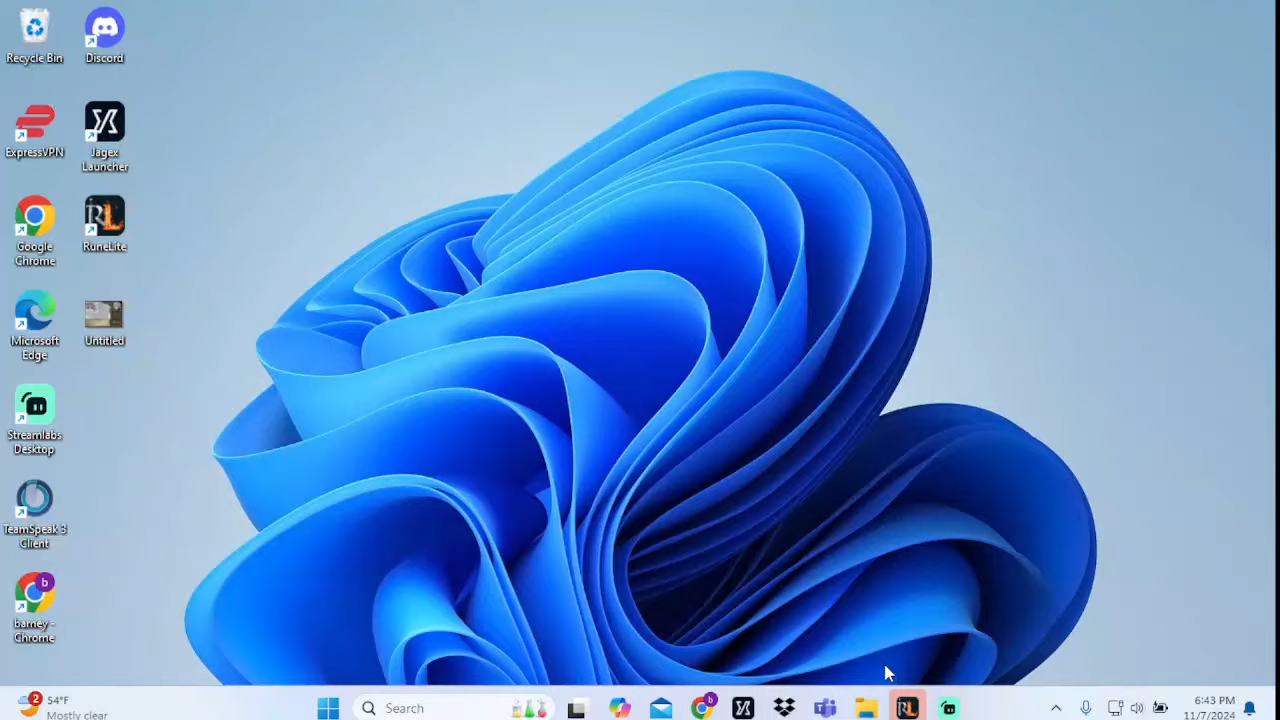 Recycle Bin
Discord
ExpressVPN
Jagex
Launcher
Google
Chrome
RuneLite
Microsoft
Edge
Untitled
Streamlabs
Desktop
TeamSpeak 3
Client
b
barney -
Chrome
2
54°F
Mostly clear
Search
b
6:43 PM
11/7/2024